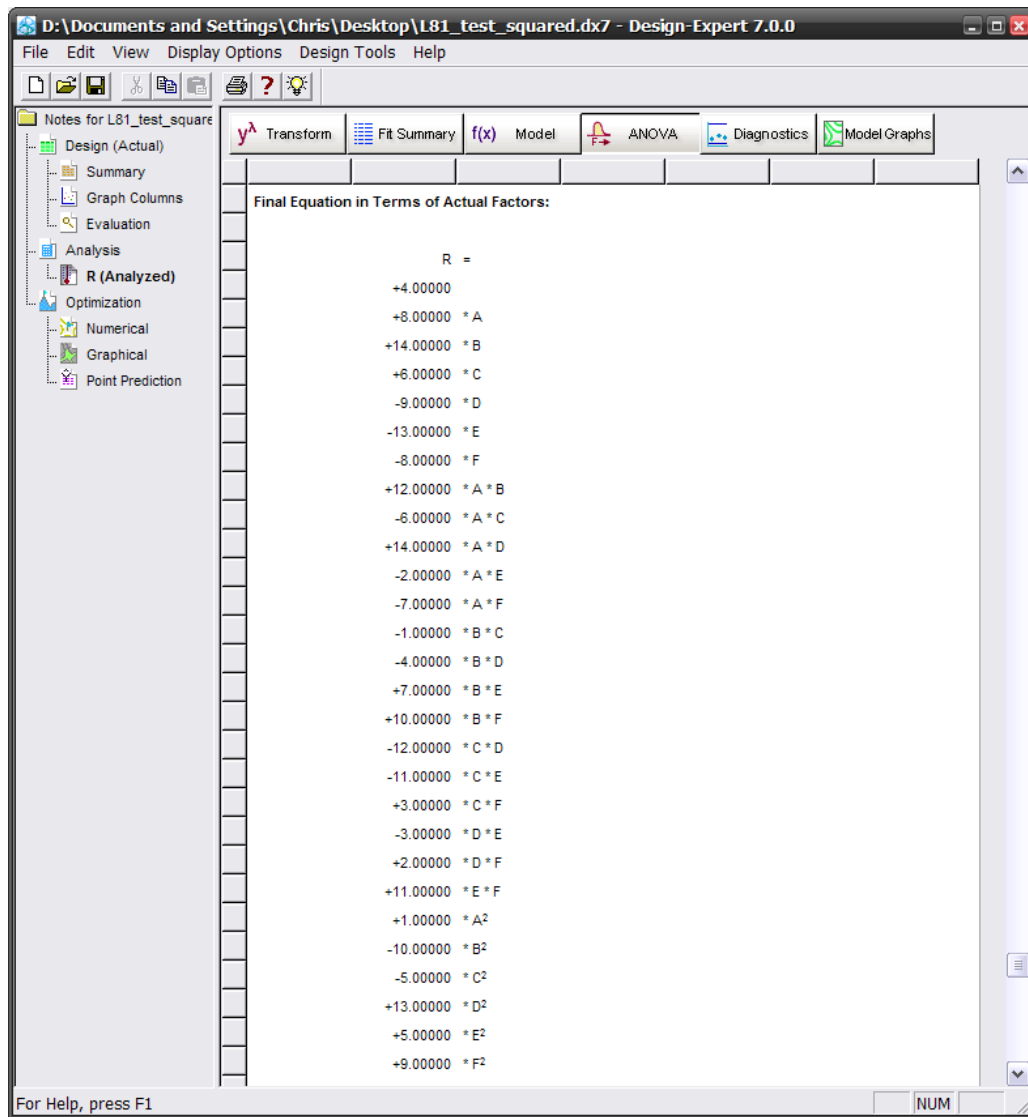 D:\Documents and Settings\Chris\Desktop\L81_test_squared.dx7 - Design-Expert 7.0.0
File Edit View Display Options Design Tools Help
Notes for L81_test_square
Design (Actual)
Summary
Graph Columns
Evaluation
Analysis
R (Analyzed)
Optimization
Numerical
Graphical
Point Prediction
yλ Transform Fit Summary f(x) Model ANOVA Diagnostics Model Graphs
Final Equation in Terms of Actual Factors:
R =
+4.00000
+8.00000 * A
+14.00000 * B
+6.00000 * C
-9.00000 * D
-13.00000 * E
-8.00000 * F
+12.00000 * A * B
-6.00000 * A * C
+14.00000 * A * D
-2.00000 * A * E
-7.00000 * A * F
-1.00000 * B * C
-4.00000 * B * D
+7.00000 * B * E
+10.00000 * B * F
-12.00000 * C * D
-11.00000 * C * E
+3.00000 * C * F
-3.00000 * D * E
+2.00000 * D * F
+11.00000 * E * F
+1.00000 * A²
-10.00000 * B²
-5.00000 * C²
+13.00000 * D²
+5.00000 * E²
+9.00000 * F²
For Help, press F1 NUM